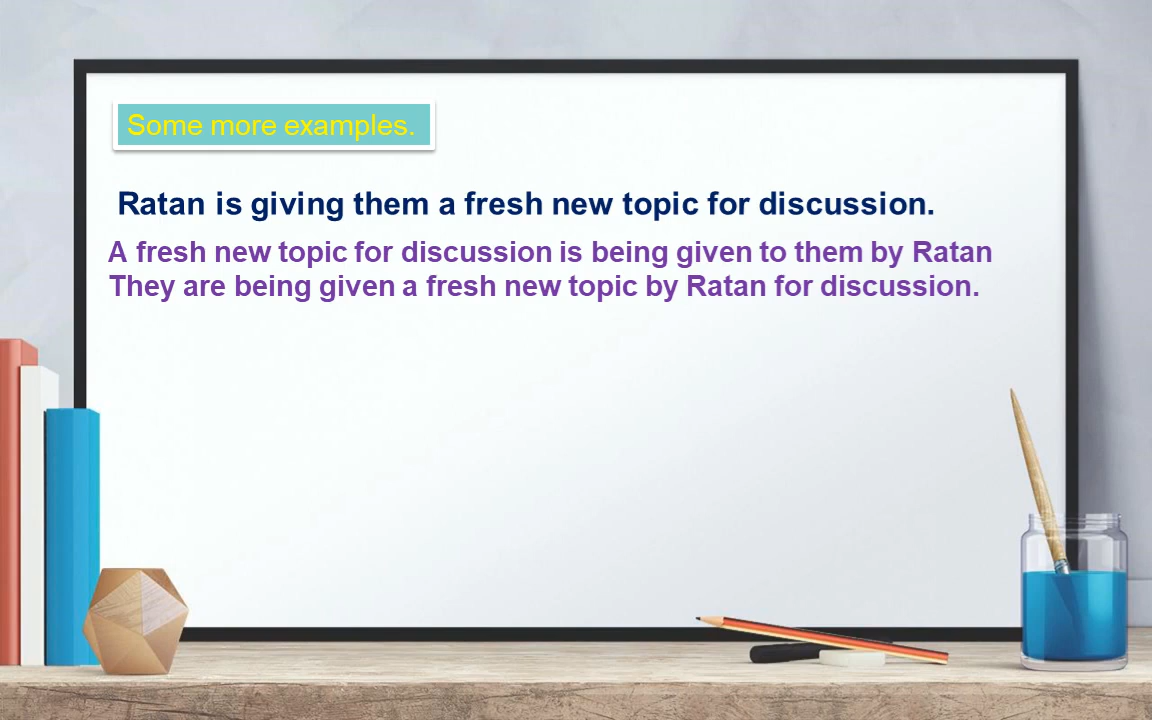 Some more examples.
Ratan is giving them a fresh new topic for discussion.
A fresh new topic for discussion is being given to them by Ratan
They are being given a fresh new topic by Ratan for discussion.